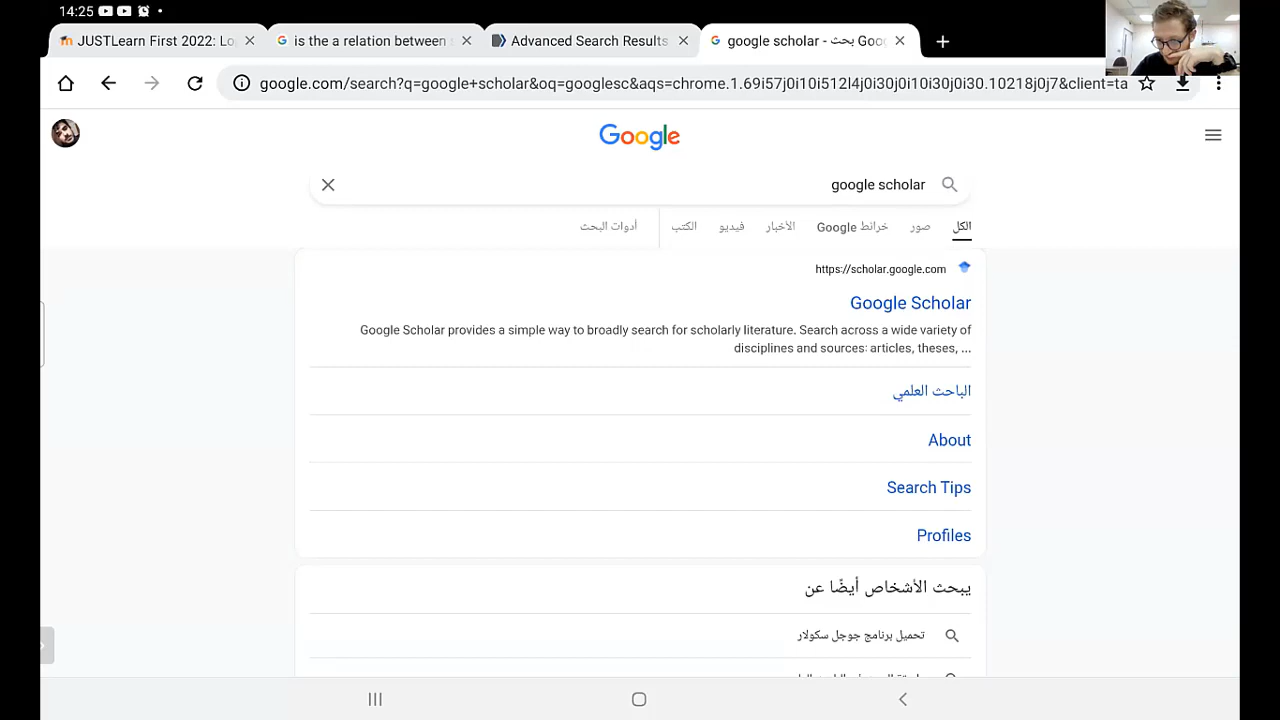 14:25
JUSTLearn First 2022: Lo
is the a relation between s
Advanced Search Results
google scholar - بحث Goo
google.com/search?q=google+scholar&oq=googlesc&aqs=chrome.1.69i57j0i10i512l4j0i30j0i10i30j0i30.10218j0j7&client=ta
Google
google scholar
الكل صور خرائط Google الأخبار فيديو الكتب أدوات البحث
https://scholar.google.com
Google Scholar
Google Scholar provides a simple way to broadly search for scholarly literature. Search across a wide variety of
disciplines and sources: articles, theses, ...
الباحث العلمي
About
Search Tips
Profiles
يبحث الأشخاص أيضًا عن
تحميل برنامج جوجل سكولار